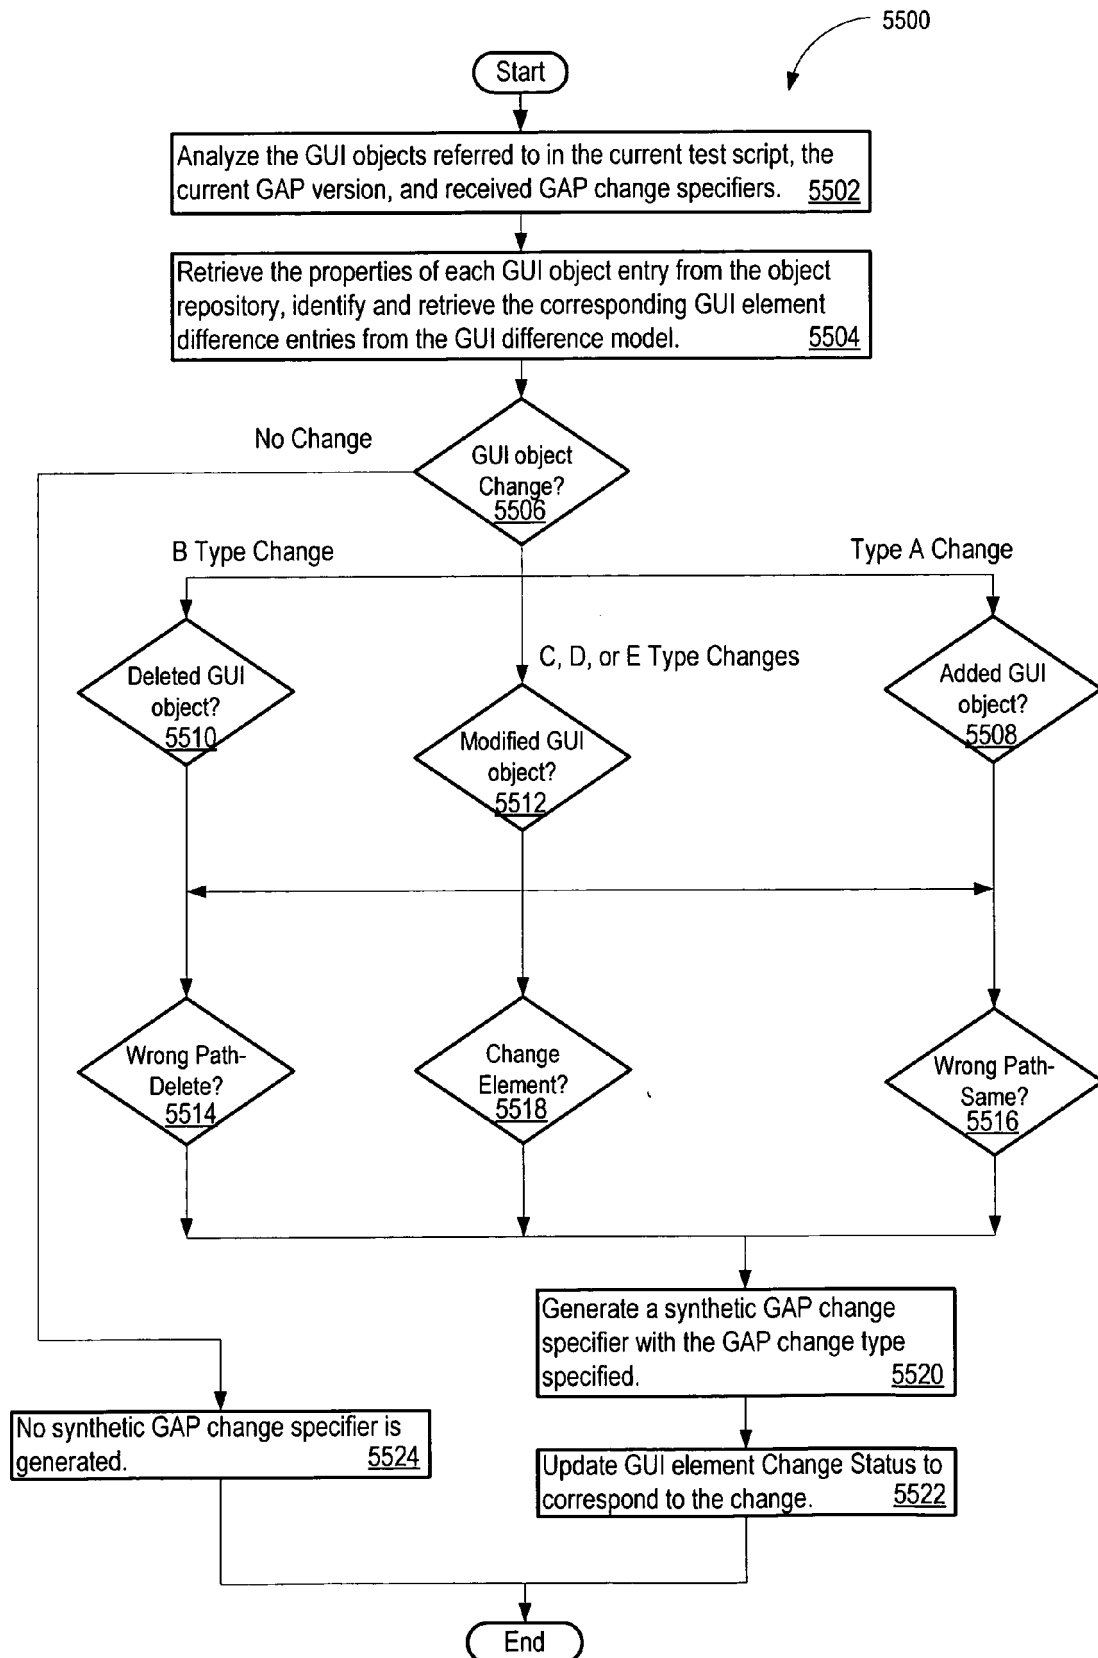 5500
Start
Analyze the GUI objects referred to in the current test script, the
current GAP version, and received GAP change specifiers. 5502
Retrieve the properties of each GUI object entry from the object
repository, identify and retrieve the corresponding GUI element
difference entries from the GUI difference model. 5504
No Change
GUI object
Change?
5506
B Type Change
Type A Change
C, D, or E Type Changes
Deleted GUI
object?
5510
Modified GUI
object?
5512
Added GUI
object?
5508
Wrong Path-
Delete?
5514
Change
Element?
5518
Wrong Path-
Same?
5516
Generate a synthetic GAP change
specifier with the GAP change type
specified. 5520
No synthetic GAP change specifier is
generated. 5524
Update GUI element Change Status to
correspond to the change. 5522
End